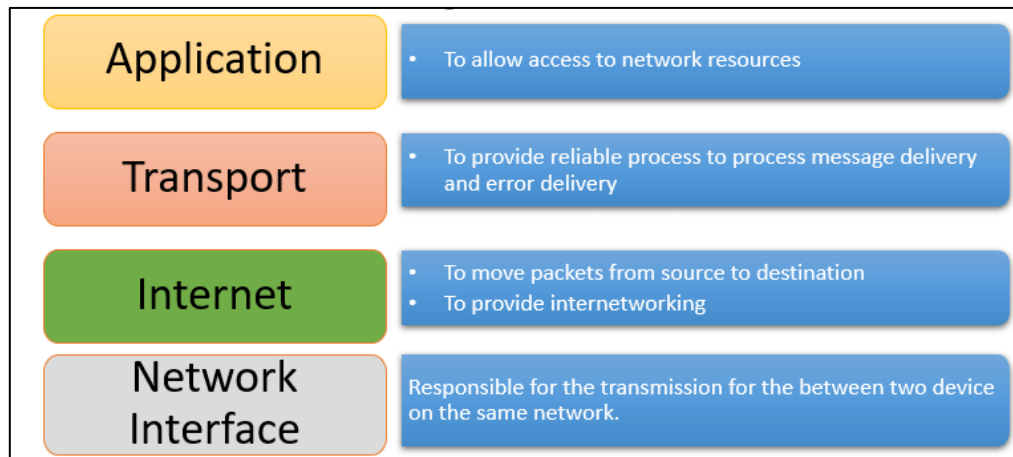 Application
• To allow access to network resources
Transport
• To provide reliable process to process message delivery
and error delivery
Internet
• To move packets from source to destination
• To provide internetworking
Network
Interface
Responsible for the transmission for the between two device
on the same network.